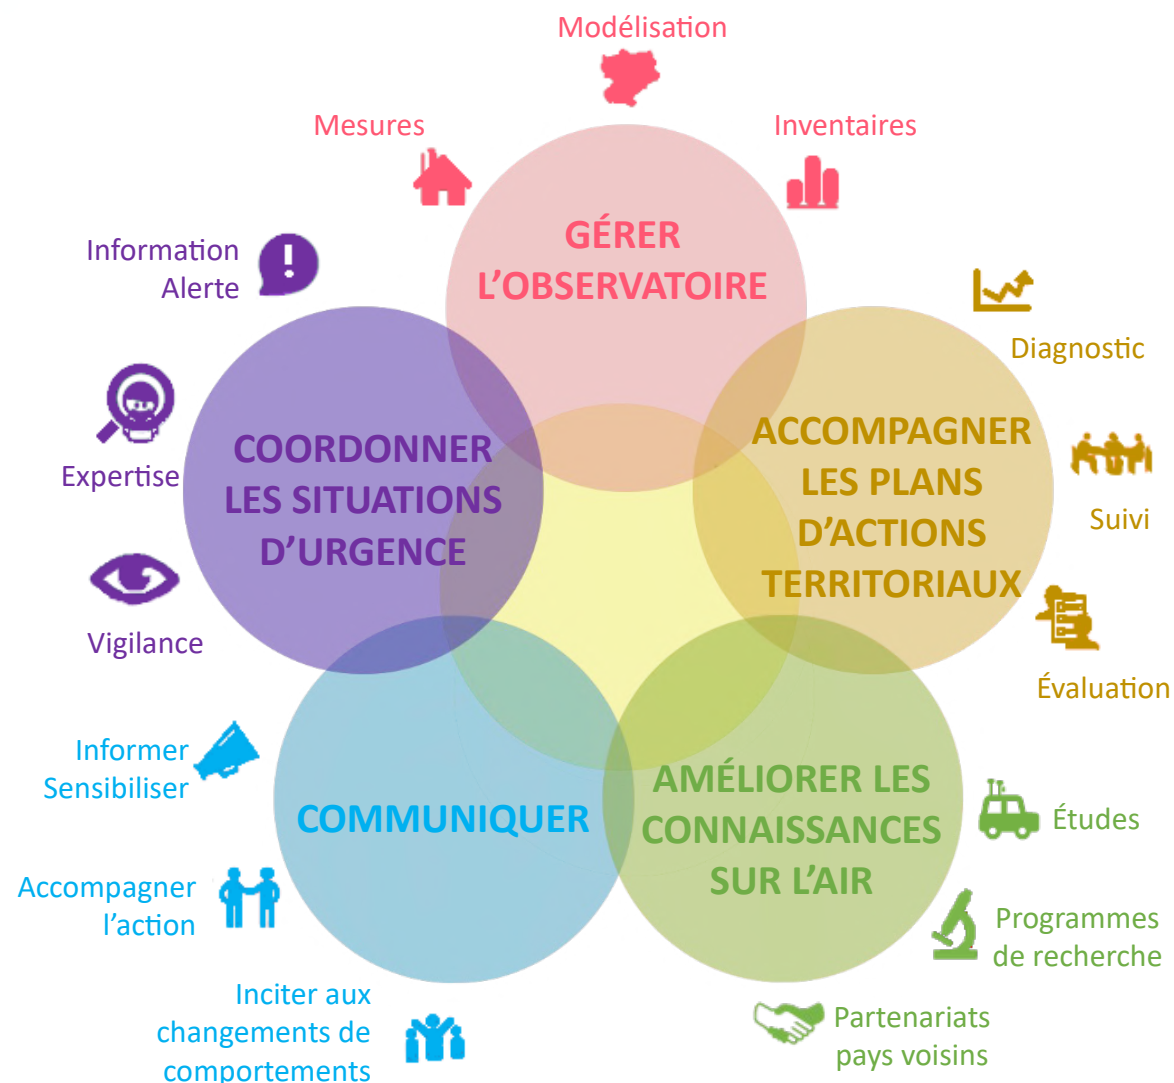 Modélisation
Mesures
Inventaires
GÉRER
L’OBSERVATOIRE
Information
Alerte
Expertise
Vigilance
COORDONNER
LES SITUATIONS
D’URGENCE
Diagnostic
Suivi
Évaluation
ACCOMPAGNER
LES PLANS
D’ACTIONS
TERRITORIAUX
Informer
Sensibiliser
Accompagner
l’action
Inciter aux
changements de
comportements
COMMUNIQUER
AMÉLIORER LES
CONNAISSANCES
SUR L’AIR
Études
Programmes
de recherche
Partenariats
pays voisins